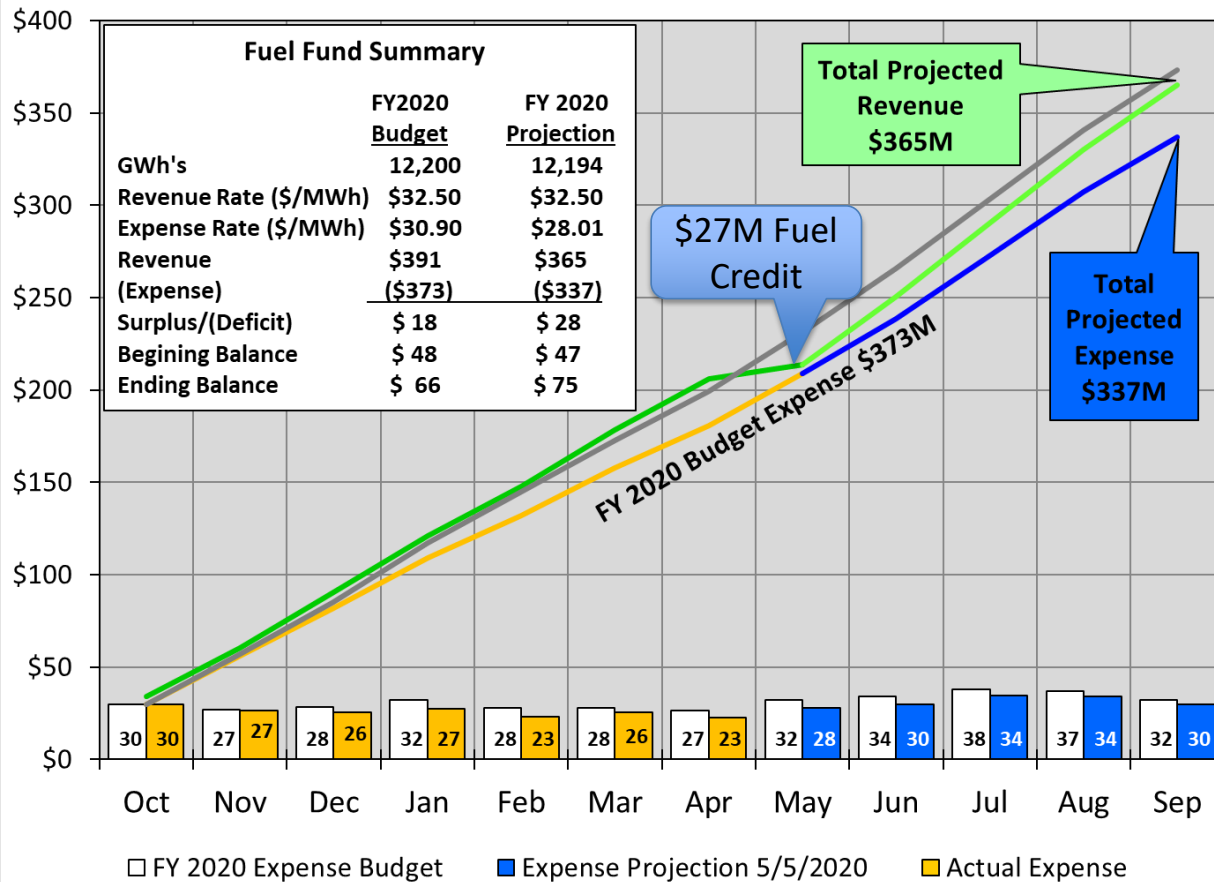 $400
$350
$300
$250
$200
$150
$100
$50
$0
Fuel Fund Summary
FY2020 FY 2020
Budget Projection
GWh's 12,200 12,194
Revenue Rate ($/MWh) $32.50 $32.50
Expense Rate ($/MWh) $30.90 $28.01
Revenue $391 $365
(Expense) ($373) ($337)
Surplus/(Deficit) $ 18 $ 28
Begining Balance $ 48 $ 47
Ending Balance $ 66 $ 75
Total Projected
Revenue
$365M
$27M Fuel
Credit
Total
Projected
Expense
$337M
FY 2020 Budget Expense $373M
30 30 27 27 28 26 32 27 28 23 28 26 27 23 32 28 34 30 38 34 37 34 32 30
Oct Nov Dec Jan Feb Mar Apr May Jun Jul Aug Sep
FY 2020 Expense Budget Expense Projection 5/5/2020 Actual Expense